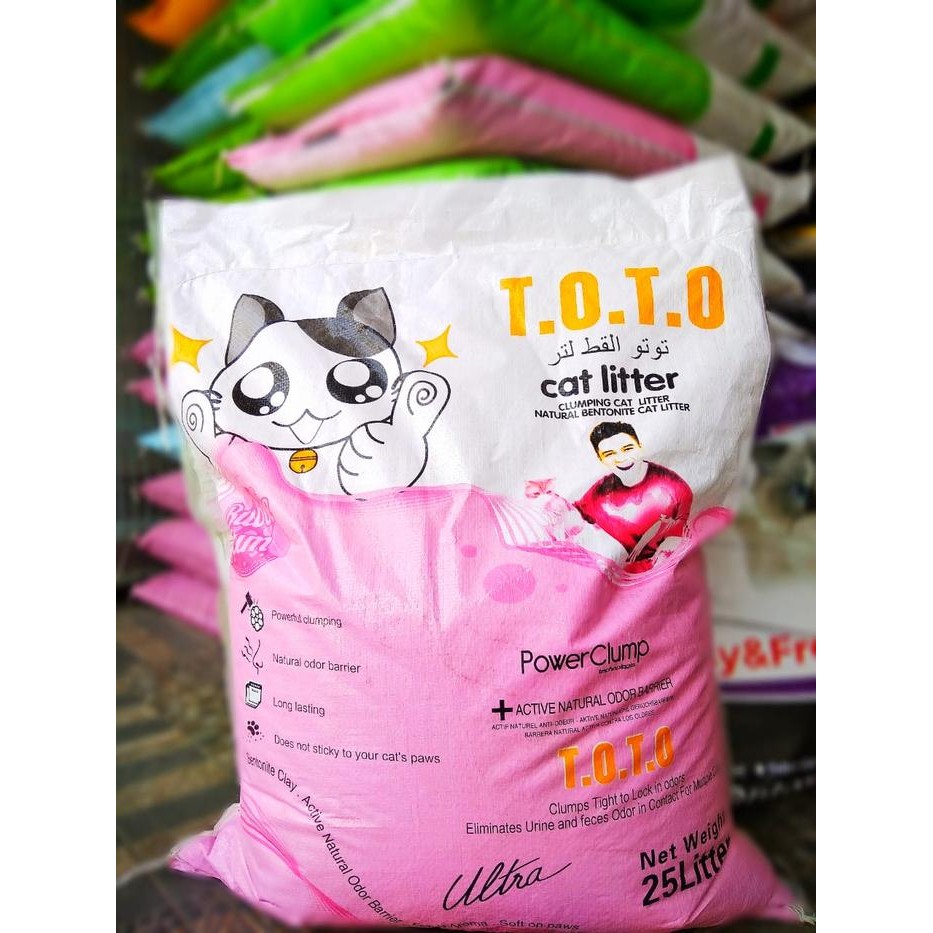 T.O.T.O
توتو القط لتر
cat litter
CLUMPING CAT LITTER
NATURAL BENTONITE CAT LITTER
Powerful clumping
Natural odor barrier
Long lasting
Does not sticky to your cat's paws
PowerClump
+ ACTIVE NATURAL ODOR BARRIER
T.O.T.O
Clumps Tight to Lock in odors
Eliminates Urine and feces Odor in Contact For
Bentonite Clay . Active Natural Odor Barrier
Ultra
Net Weight
25Litter
. Soft on paws
y&Fr